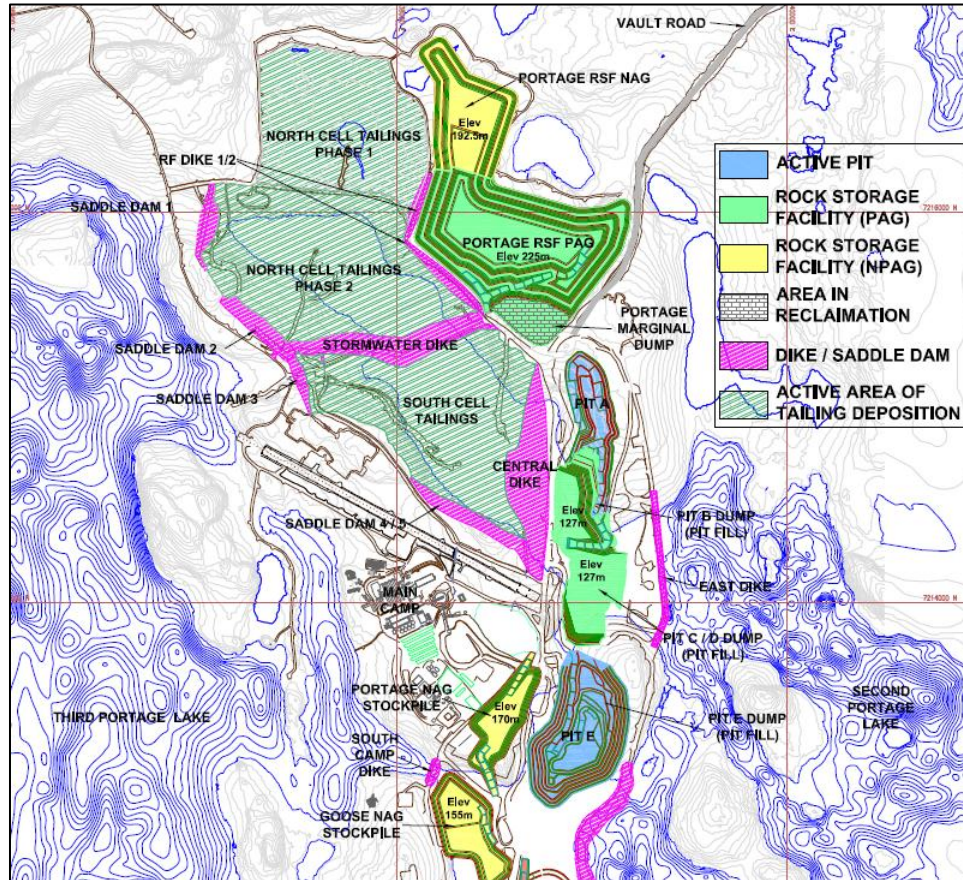 VAULT ROAD
PORTAGE RSF NAG
Elev
192.5m
NORTH CELL TAILINGS
PHASE 1
RF DIKE 1/2
SADDLE DAM 1
PORTAGE RSF PAG
Elev 225m
NORTH CELL TAILINGS
PHASE 2
PORTAGE
MARGINAL
DUMP
STORMWATER DIKE
SADDLE DAM 2
SADDLE DAM 3
SOUTH CELL
TAILINGS
PIT A
CENTRAL
DIKE
SADDLE DAM 4 / 5
Elev
127m
PIT B DUMP
(PIT FILL)
Elev
127m
EAST DIKE
MAIN
CAMP
PIT C / D DUMP
(PIT FILL)
PORTAGE NAG
STOCKPILE
Elev
170m
THIRD PORTAGE LAKE
PIT E
PIT E DUMP
(PIT FILL)
SECOND
PORTAGE
LAKE
SOUTH
CAMP
DIKE
GOOSE NAG
STOCKPILE
Elev
155m
ACTIVE PIT
ROCK STORAGE
FACILITY (PAG)
ROCK STORAGE
FACILITY (NPAG)
AREA IN
RECLAIMATION
DIKE / SADDLE DAM
ACTIVE AREA OF
TAILING DEPOSITION
7216000 N
7214000 N